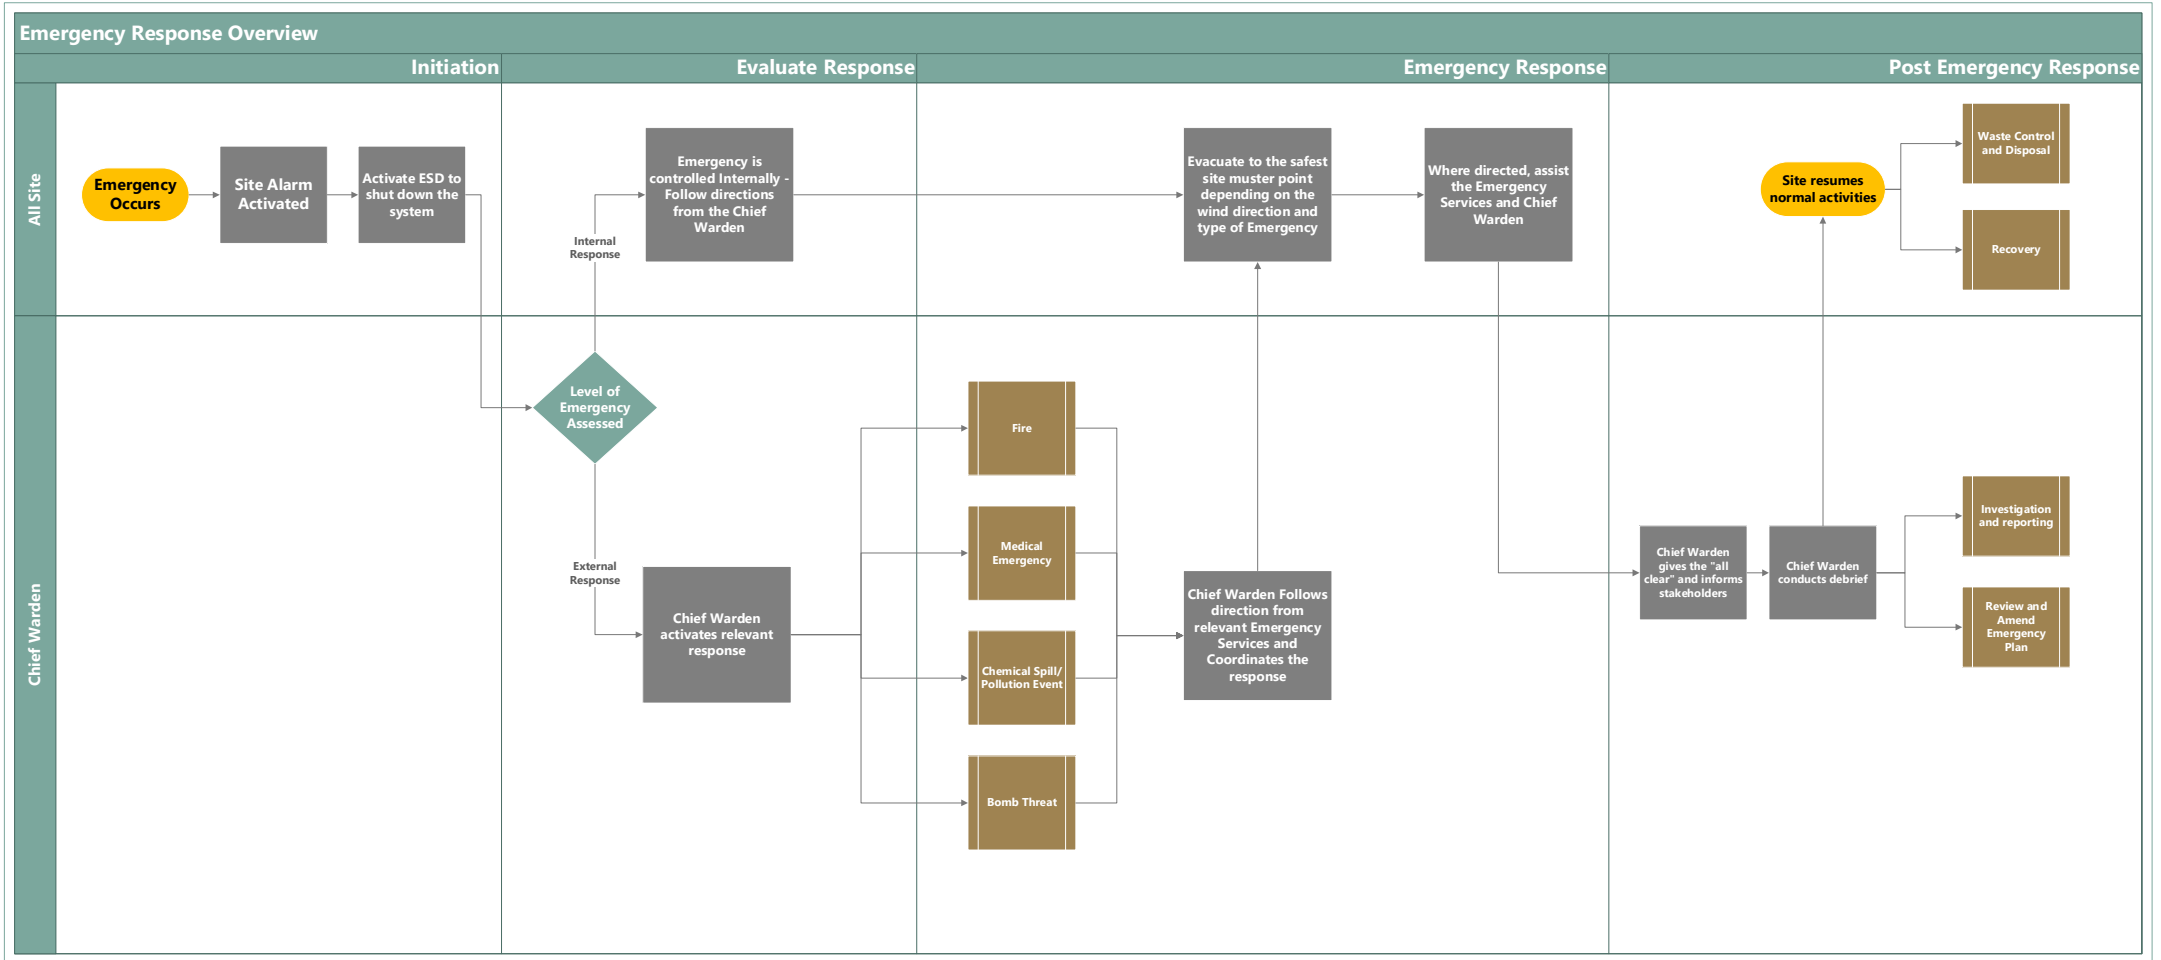 Emergency Response Overview
Initiation
Evaluate Response
Emergency Response
Post Emergency Response
All Site
Emergency
Occurs
Site Alarm
Activated
Activate ESD to
shut down the
system
Internal
Response
Emergency is
controlled Internally -
Follow directions
from the Chief
Warden
Evacuate to the safest
site muster point
depending on the
wind direction and
type of Emergency
Where directed, assist
the Emergency
Services and Chief
Warden
Site resumes
normal activities
Waste Control
and Disposal
Recovery
Chief Warden
Level of
Emergency
Assessed
External
Response
Chief Warden
activates relevant
response
Fire
Medical
Emergency
Chemical Spill/
Pollution Event
Bomb Threat
Chief Warden Follows
direction from
relevant Emergency
Services and
Coordinates the
response
Chief Warden
gives the "all
clear" and informs
stakeholders
Chief Warden
conducts debrief
Investigation
and reporting
Review and
Amend
Emergency
Plan